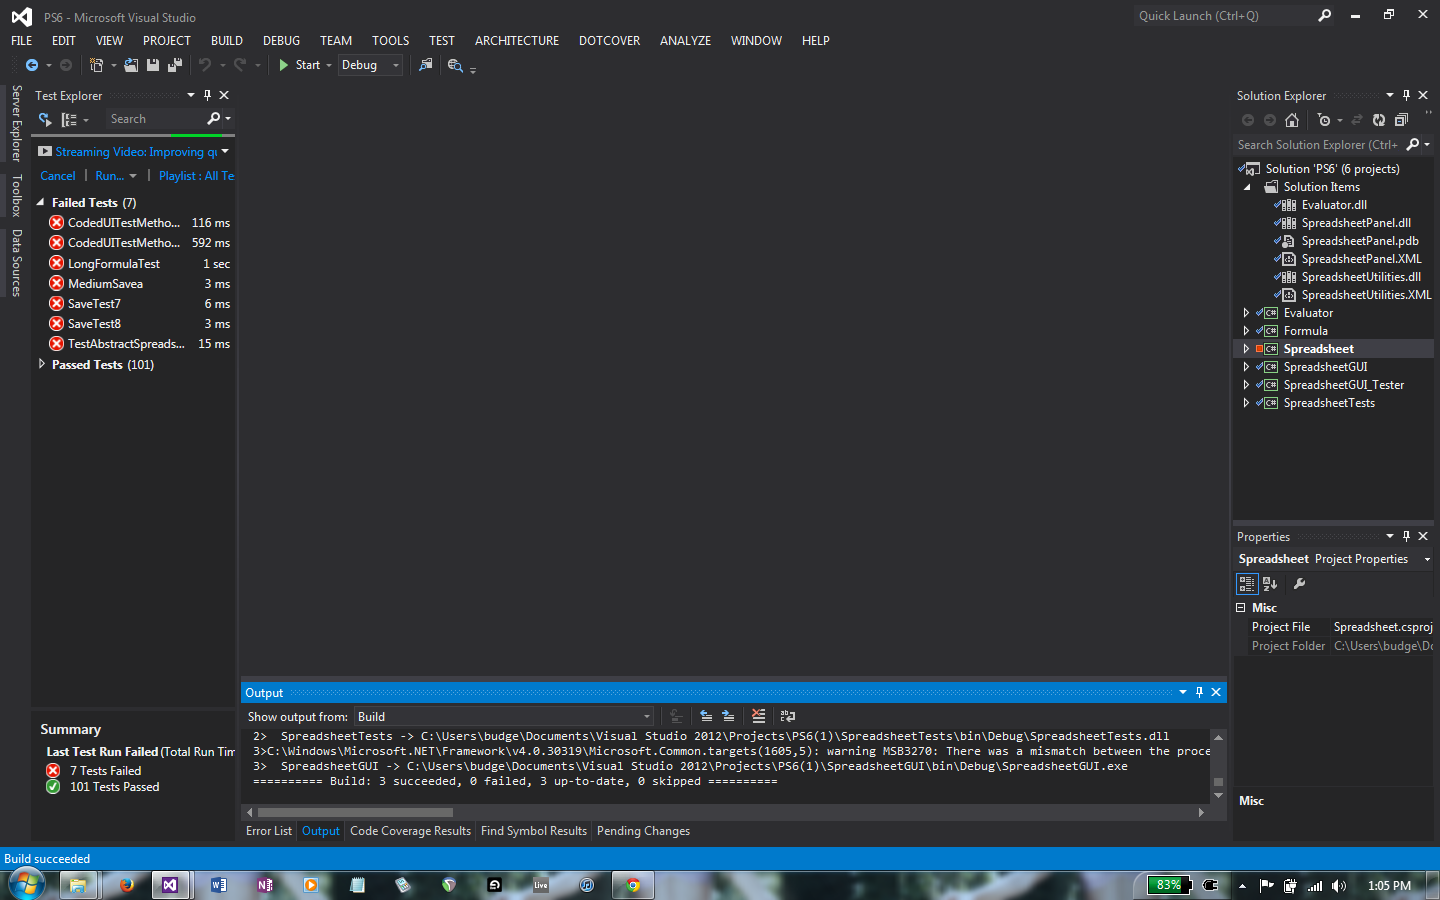 PS6 - Microsoft Visual Studio
Quick Launch (Ctrl+Q)
FILE EDIT VIEW PROJECT BUILD DEBUG TEAM TOOLS TEST ARCHITECTURE DOTCOVER ANALYZE WINDOW HELP
Start Debug
Server Explorer
Toolbox
Data Sources
Test Explorer
Search
Streaming Video: Improving qu
Cancel | Run... | Playlist : All Te
Failed Tests (7)
CodedUITestMetho... 116 ms
CodedUITestMetho... 592 ms
LongFormulaTest 1 sec
MediumSavea 3 ms
SaveTest7 6 ms
SaveTest8 3 ms
TestAbstractSpreads... 15 ms
Passed Tests (101)
Summary
Last Test Run Failed (Total Run Tim
7 Tests Failed
101 Tests Passed
Output
Show output from: Build
2> SpreadsheetTests -> C:\Users\budge\Documents\Visual Studio 2012\Projects\PS6(1)\SpreadsheetTests\bin\Debug\SpreadsheetTests.dll
3>C:\Windows\Microsoft.NET\Framework\v4.0.30319\Microsoft.Common.targets(1605,5): warning MSB3270: There was a mismatch between the proce
3> SpreadsheetGUI -> C:\Users\budge\Documents\Visual Studio 2012\Projects\PS6(1)\SpreadsheetGUI\bin\Debug\SpreadsheetGUI.exe
========== Build: 3 succeeded, 0 failed, 3 up-to-date, 0 skipped ==========
Error List Output Code Coverage Results Find Symbol Results Pending Changes
Solution Explorer
Search Solution Explorer (Ctrl+
Solution 'PS6' (6 projects)
Solution Items
Evaluator.dll
SpreadsheetPanel.dll
SpreadsheetPanel.pdb
SpreadsheetPanel.XML
SpreadsheetUtilities.dll
SpreadsheetUtilities.XML
C# Evaluator
C# Formula
C# Spreadsheet
C# SpreadsheetGUI
C# SpreadsheetGUI_Tester
C# SpreadsheetTests
Properties
Spreadsheet Project Properties
Misc
Project File Spreadsheet.csproj
Project Folder C:\Users\budge\Do
Misc
Build succeeded
Live
83%
1:05 PM